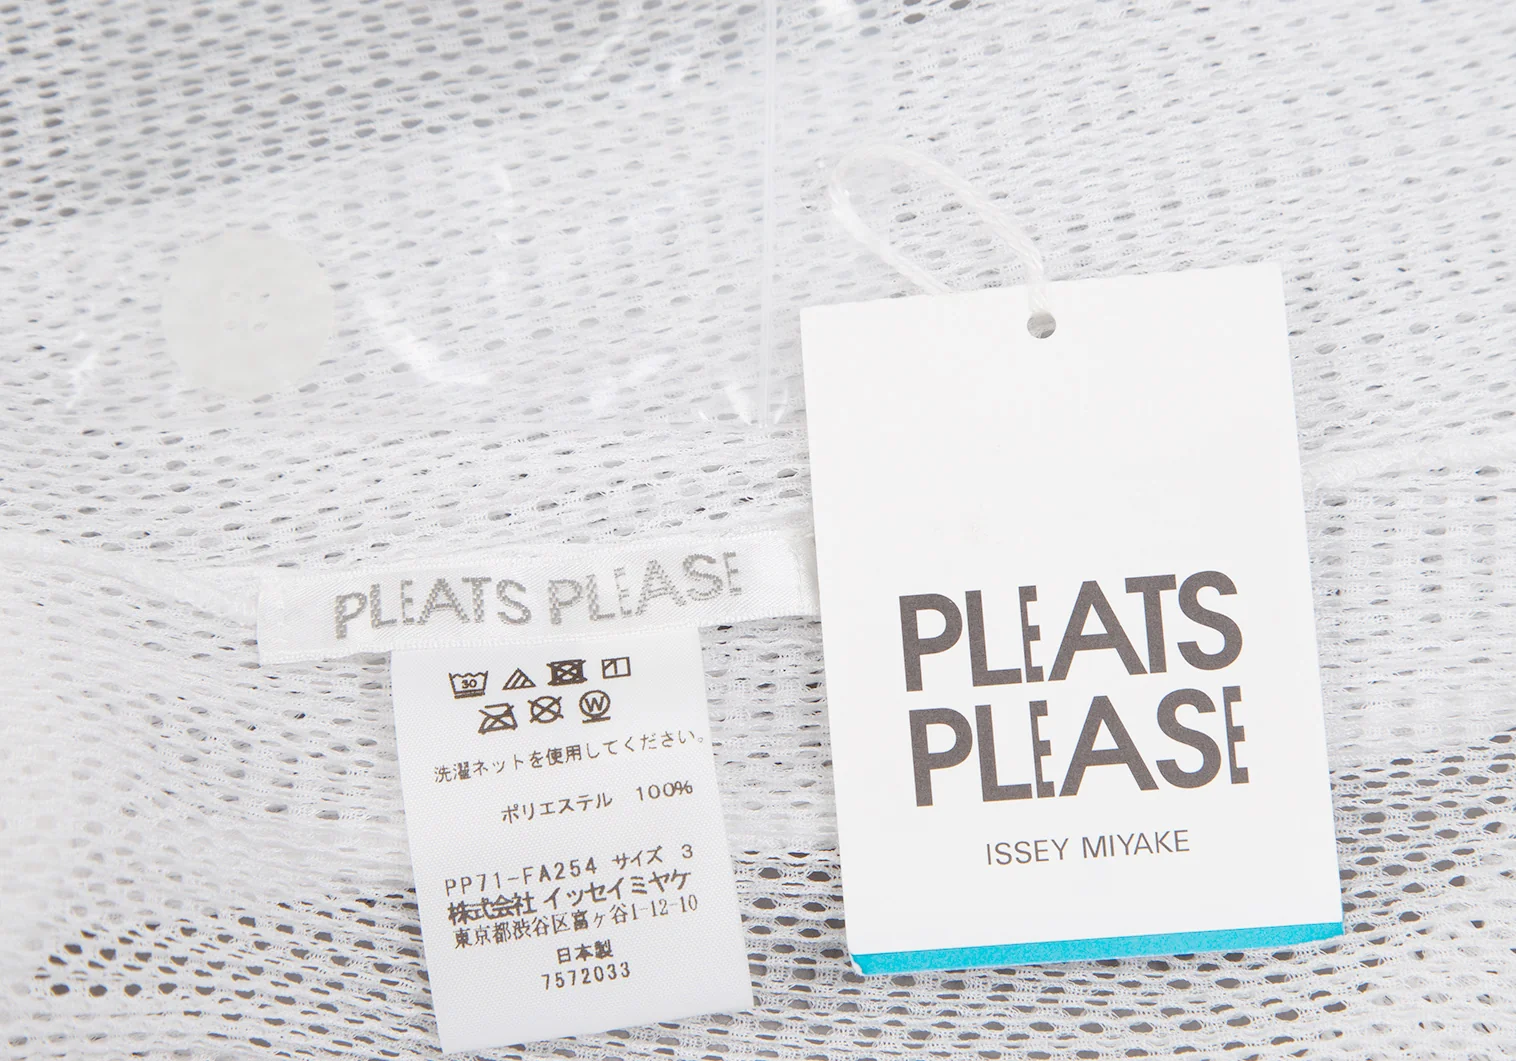 PLEATS PLEASE
30
W
洗濯ネットを使用してください。
ポリエステル 100%
PP71-FA254 サイズ 3
株式会社 イッセイミヤケ
東京都渋谷区富ヶ谷1-12-10
日本製
7572033
PLEATS
PLEASE
ISSEY MIYAKE